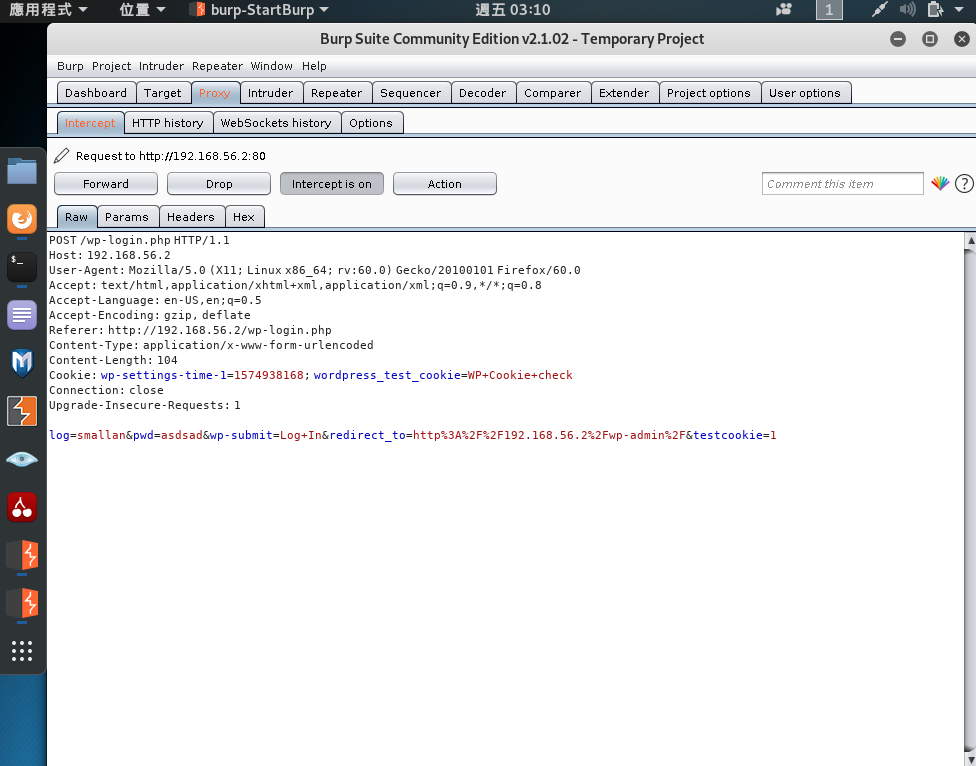 應用程式 位置 burp-StartBurp 週五 03:10 1
Burp Suite Community Edition v2.1.02 - Temporary Project
Burp Project Intruder Repeater Window Help
Dashboard Target Proxy Intruder Repeater Sequencer Decoder Comparer Extender Project options User options
Intercept HTTP history WebSockets history Options
Request to http://192.168.56.2:80
Forward Drop Intercept is on Action Comment this item ?
Raw Params Headers Hex
POST /wp-login.php HTTP/1.1
Host: 192.168.56.2
User-Agent: Mozilla/5.0 (X11; Linux x86_64; rv:60.0) Gecko/20100101 Firefox/60.0
Accept: text/html,application/xhtml+xml,application/xml;q=0.9,*/*;q=0.8
Accept-Language: en-US,en;q=0.5
Accept-Encoding: gzip, deflate
Referer: http://192.168.56.2/wp-login.php
Content-Type: application/x-www-form-urlencoded
Content-Length: 104
Cookie: wp-settings-time-1=1574938168; wordpress_test_cookie=WP+Cookie+check
Connection: close
Upgrade-Insecure-Requests: 1
log=smallan&pwd=asdsad&wp-submit=Log+In&redirect_to=http%3A%2F%2F192.168.56.2%2Fwp-admin%2F&testcookie=1